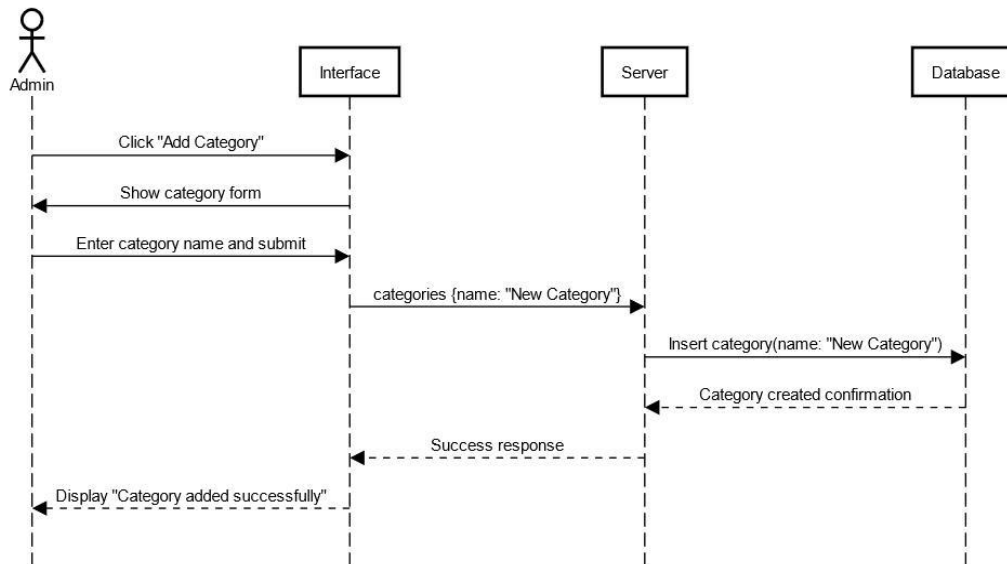 Admin
Interface
Server
Database
Click "Add Category"
Show category form
Enter category name and submit
categories {name: "New Category"}
Insert category(name: "New Category")
Category created confirmation
Success response
Display "Category added successfully"